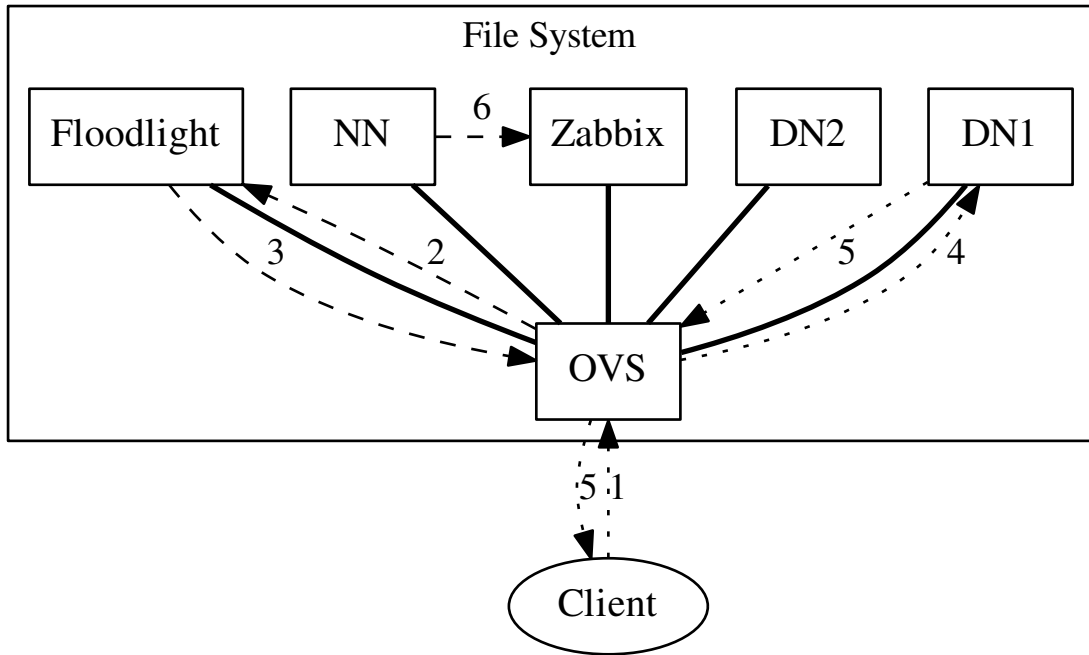 File System
Floodlight
NN
6
Zabbix
DN2
DN1
3
2
5
4
OVS
5
1
Client